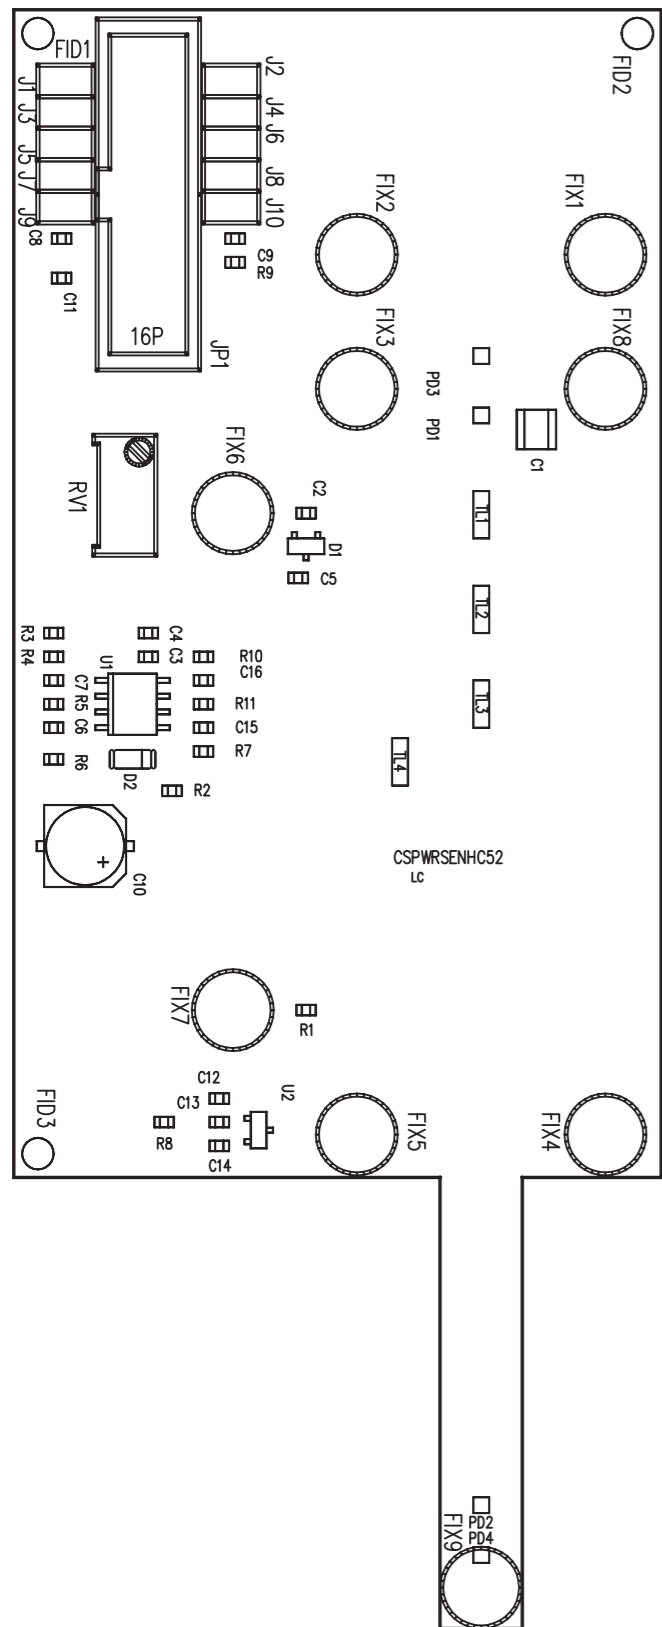 FID1
FID2
J1
J2
J3
J4
J5
J6
J7
J8
J9
J10
FIX2
FIX1
C8
C9
R9
C11
16P
JP1
FIX3
FIX8
PD3
PD1
C1
FIX6
RV1
C2
TL1
D1
C5
TL2
R3
C4
R4
U1
C3
R10
C7
C16
R5
R11
TL3
C6
C15
R6
D2
R7
TL4
R2
CSPWRSENHC52
LC
+
C10
FIX7
R1
C12
U2
C13
FID3
R8
C14
FIX5
FIX4
PD2
FIX9
PD4